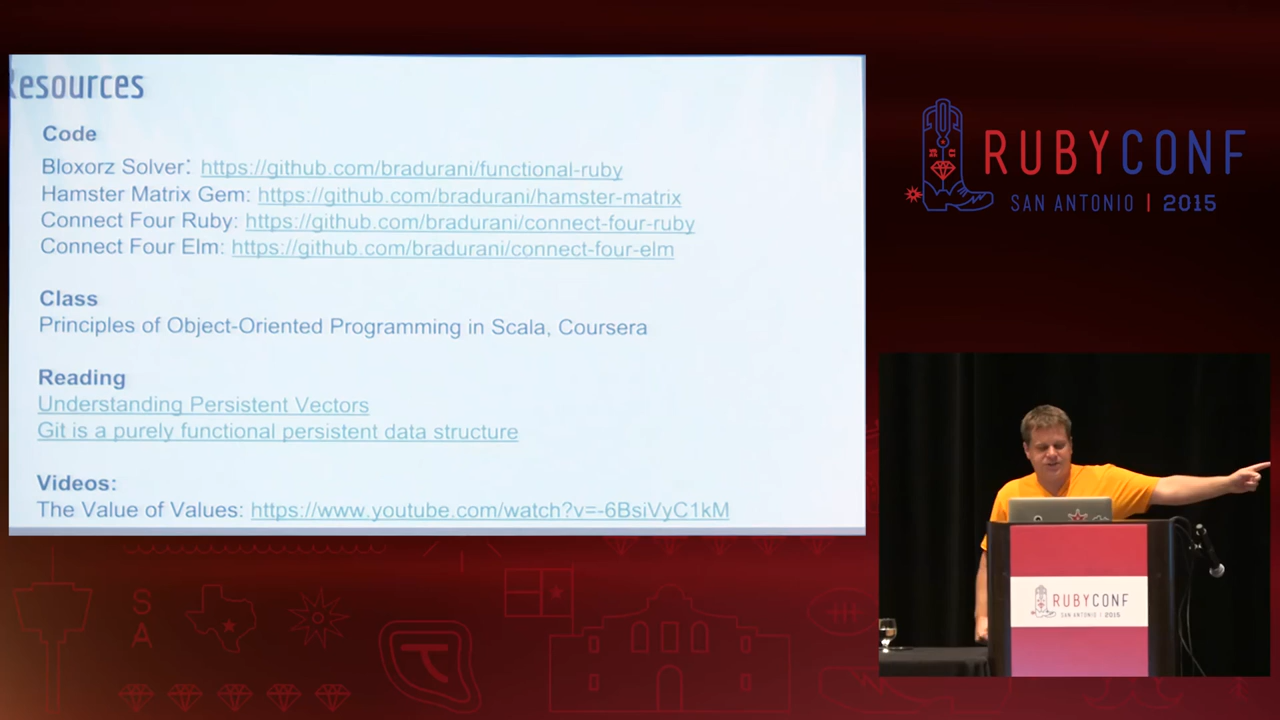 Resources
Code
Bloxorz Solver: https://github.com/bradurani/functional-ruby
Hamster Matrix Gem: https://github.com/bradurani/hamster-matrix
Connect Four Ruby: https://github.com/bradurani/connect-four-ruby
Connect Four Elm: https://github.com/bradurani/connect-four-elm
Class
Principles of Object-Oriented Programming in Scala, Coursera
Reading
Understanding Persistent Vectors
Git is a purely functional persistent data structure
Videos:
The Value of Values: https://www.youtube.com/watch?v=-6BsiVyC1kM
RUBYCONF
SAN ANTONIO | 2015
RUBYCONF
SAN ANTONIO | 2015
S
A